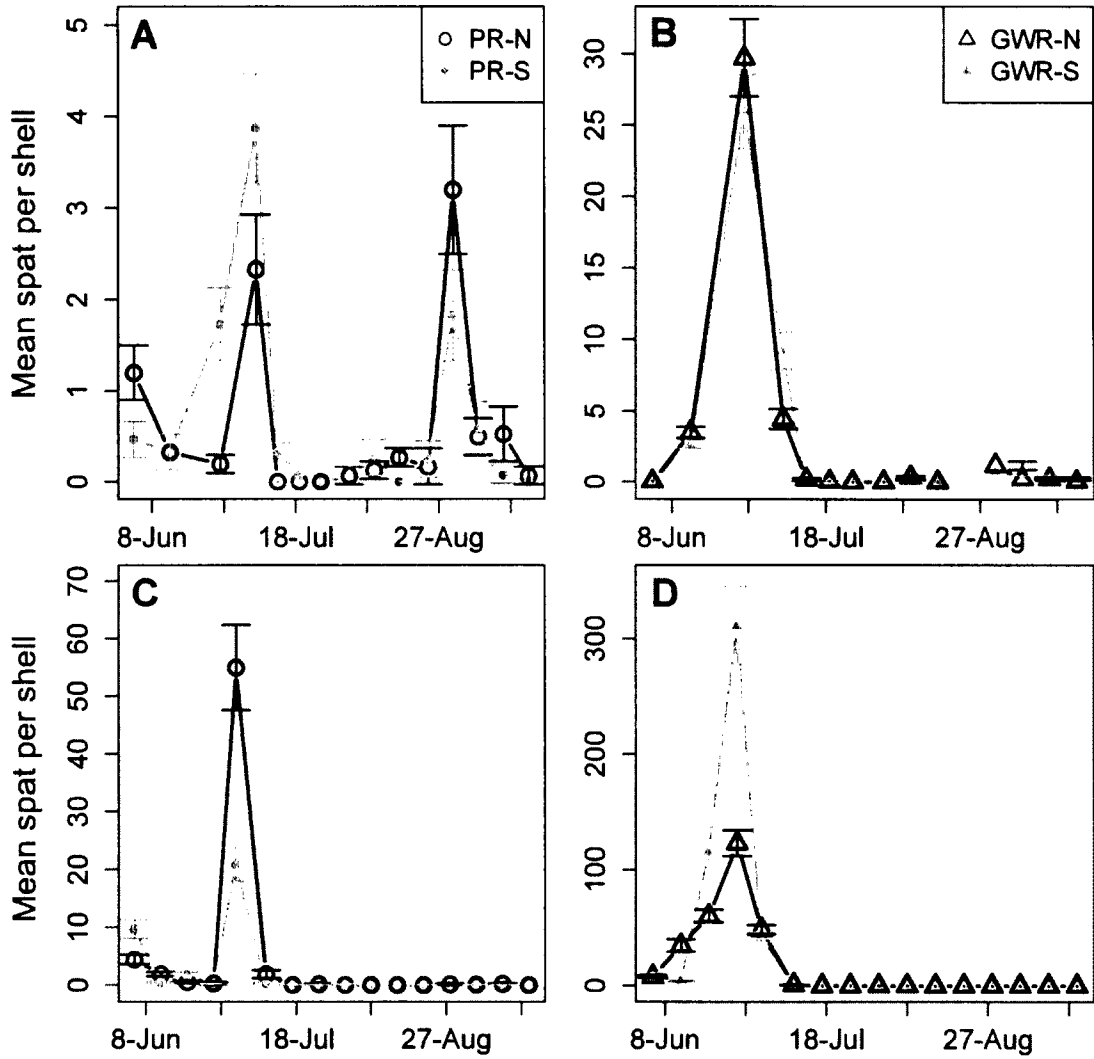 A
PR-N
PR-S
Mean spat per shell
5
4
3
2
1
0
8-Jun
18-Jul
27-Aug
B
GWR-N
GWR-S
30
25
20
15
10
5
0
8-Jun
18-Jul
27-Aug
C
Mean spat per shell
70
60
50
40
30
20
10
0
8-Jun
18-Jul
27-Aug
D
300
200
100
0
8-Jun
18-Jul
27-Aug